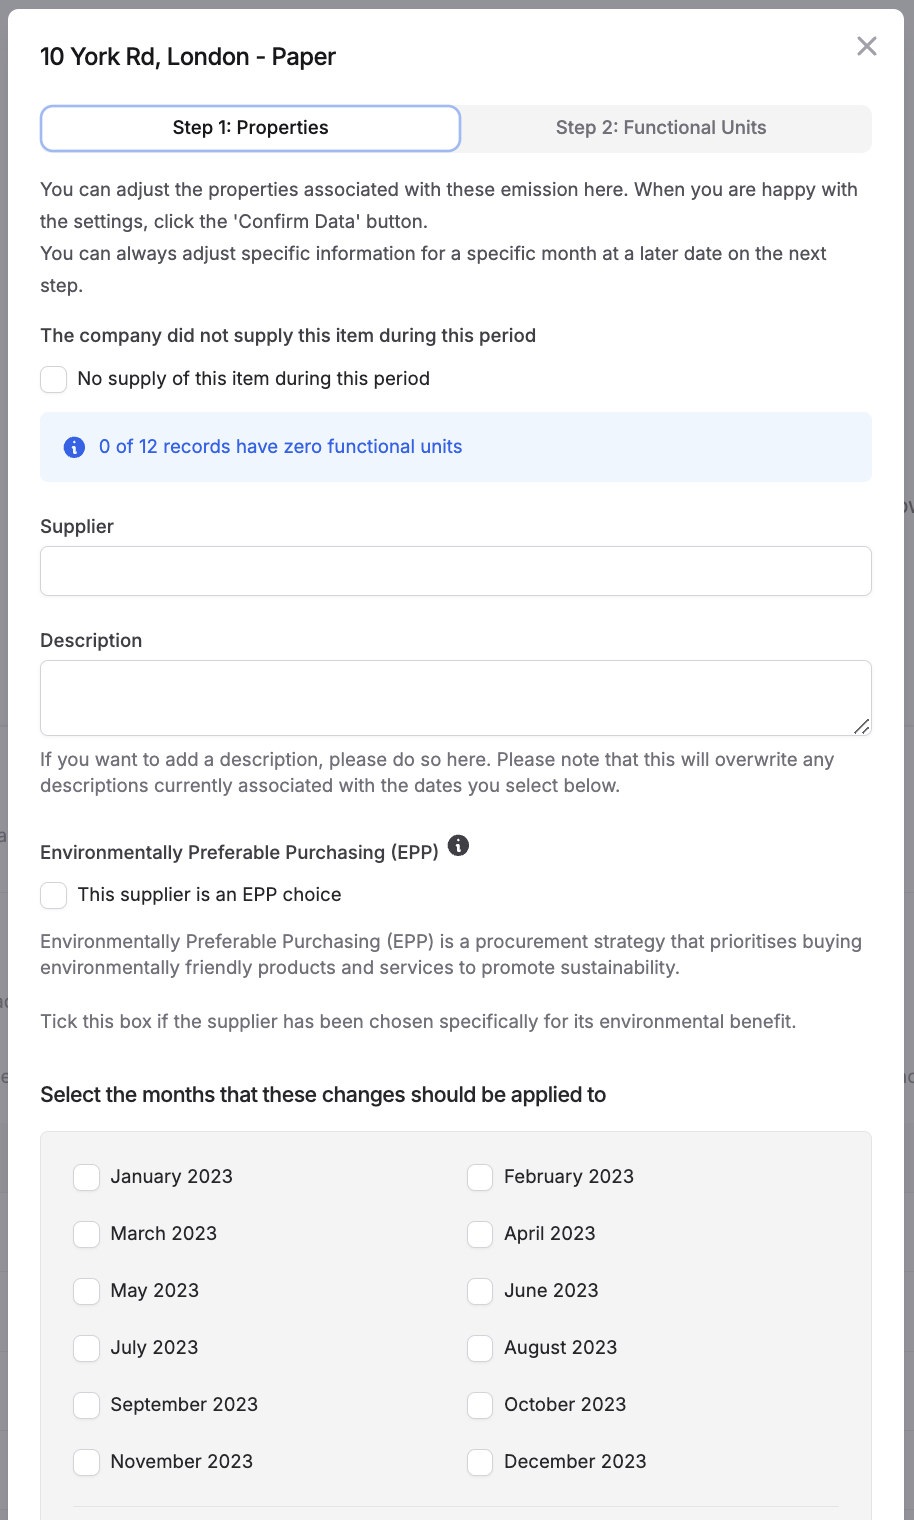 10 York Rd, London - Paper
Step 1: Properties
Step 2: Functional Units
You can adjust the properties associated with these emission here. When you are happy with
the settings, click the 'Confirm Data' button.
You can always adjust specific information for a specific month at a later date on the next
step.
The company did not supply this item during this period
No supply of this item during this period
0 of 12 records have zero functional units
Supplier
Description
If you want to add a description, please do so here. Please note that this will overwrite any
descriptions currently associated with the dates you select below.
Environmentally Preferable Purchasing (EPP)
This supplier is an EPP choice
Environmentally Preferable Purchasing (EPP) is a procurement strategy that prioritises buying
environmentally friendly products and services to promote sustainability.
Tick this box if the supplier has been chosen specifically for its environmental benefit.
Select the months that these changes should be applied to
January 2023
February 2023
March 2023
April 2023
May 2023
June 2023
July 2023
August 2023
September 2023
October 2023
November 2023
December 2023